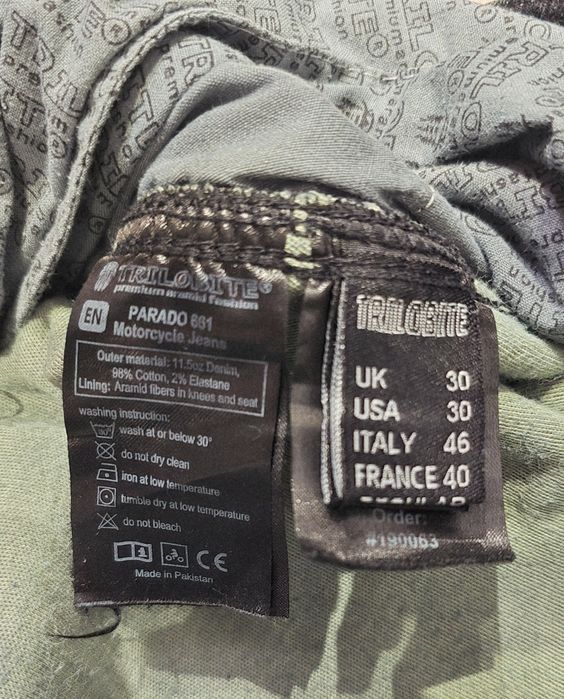 TRILOBITE®
premium aramid fashion
EN
PARADO 661
Motorcycle Jeans
Outer material: 11.5oz Denim,
98% Cotton, 2% Elastane
Lining: Aramid fibers in knees and seat
washing instruction:
30°
wash at or below 30°
do not dry clean
iron at low temperature
tumble dry at low temperature
do not bleach
i
CE
Made in Pakistan
TRILOBITE
UK 30
USA 30
ITALY 46
FRANCE 40
Order:
#190063